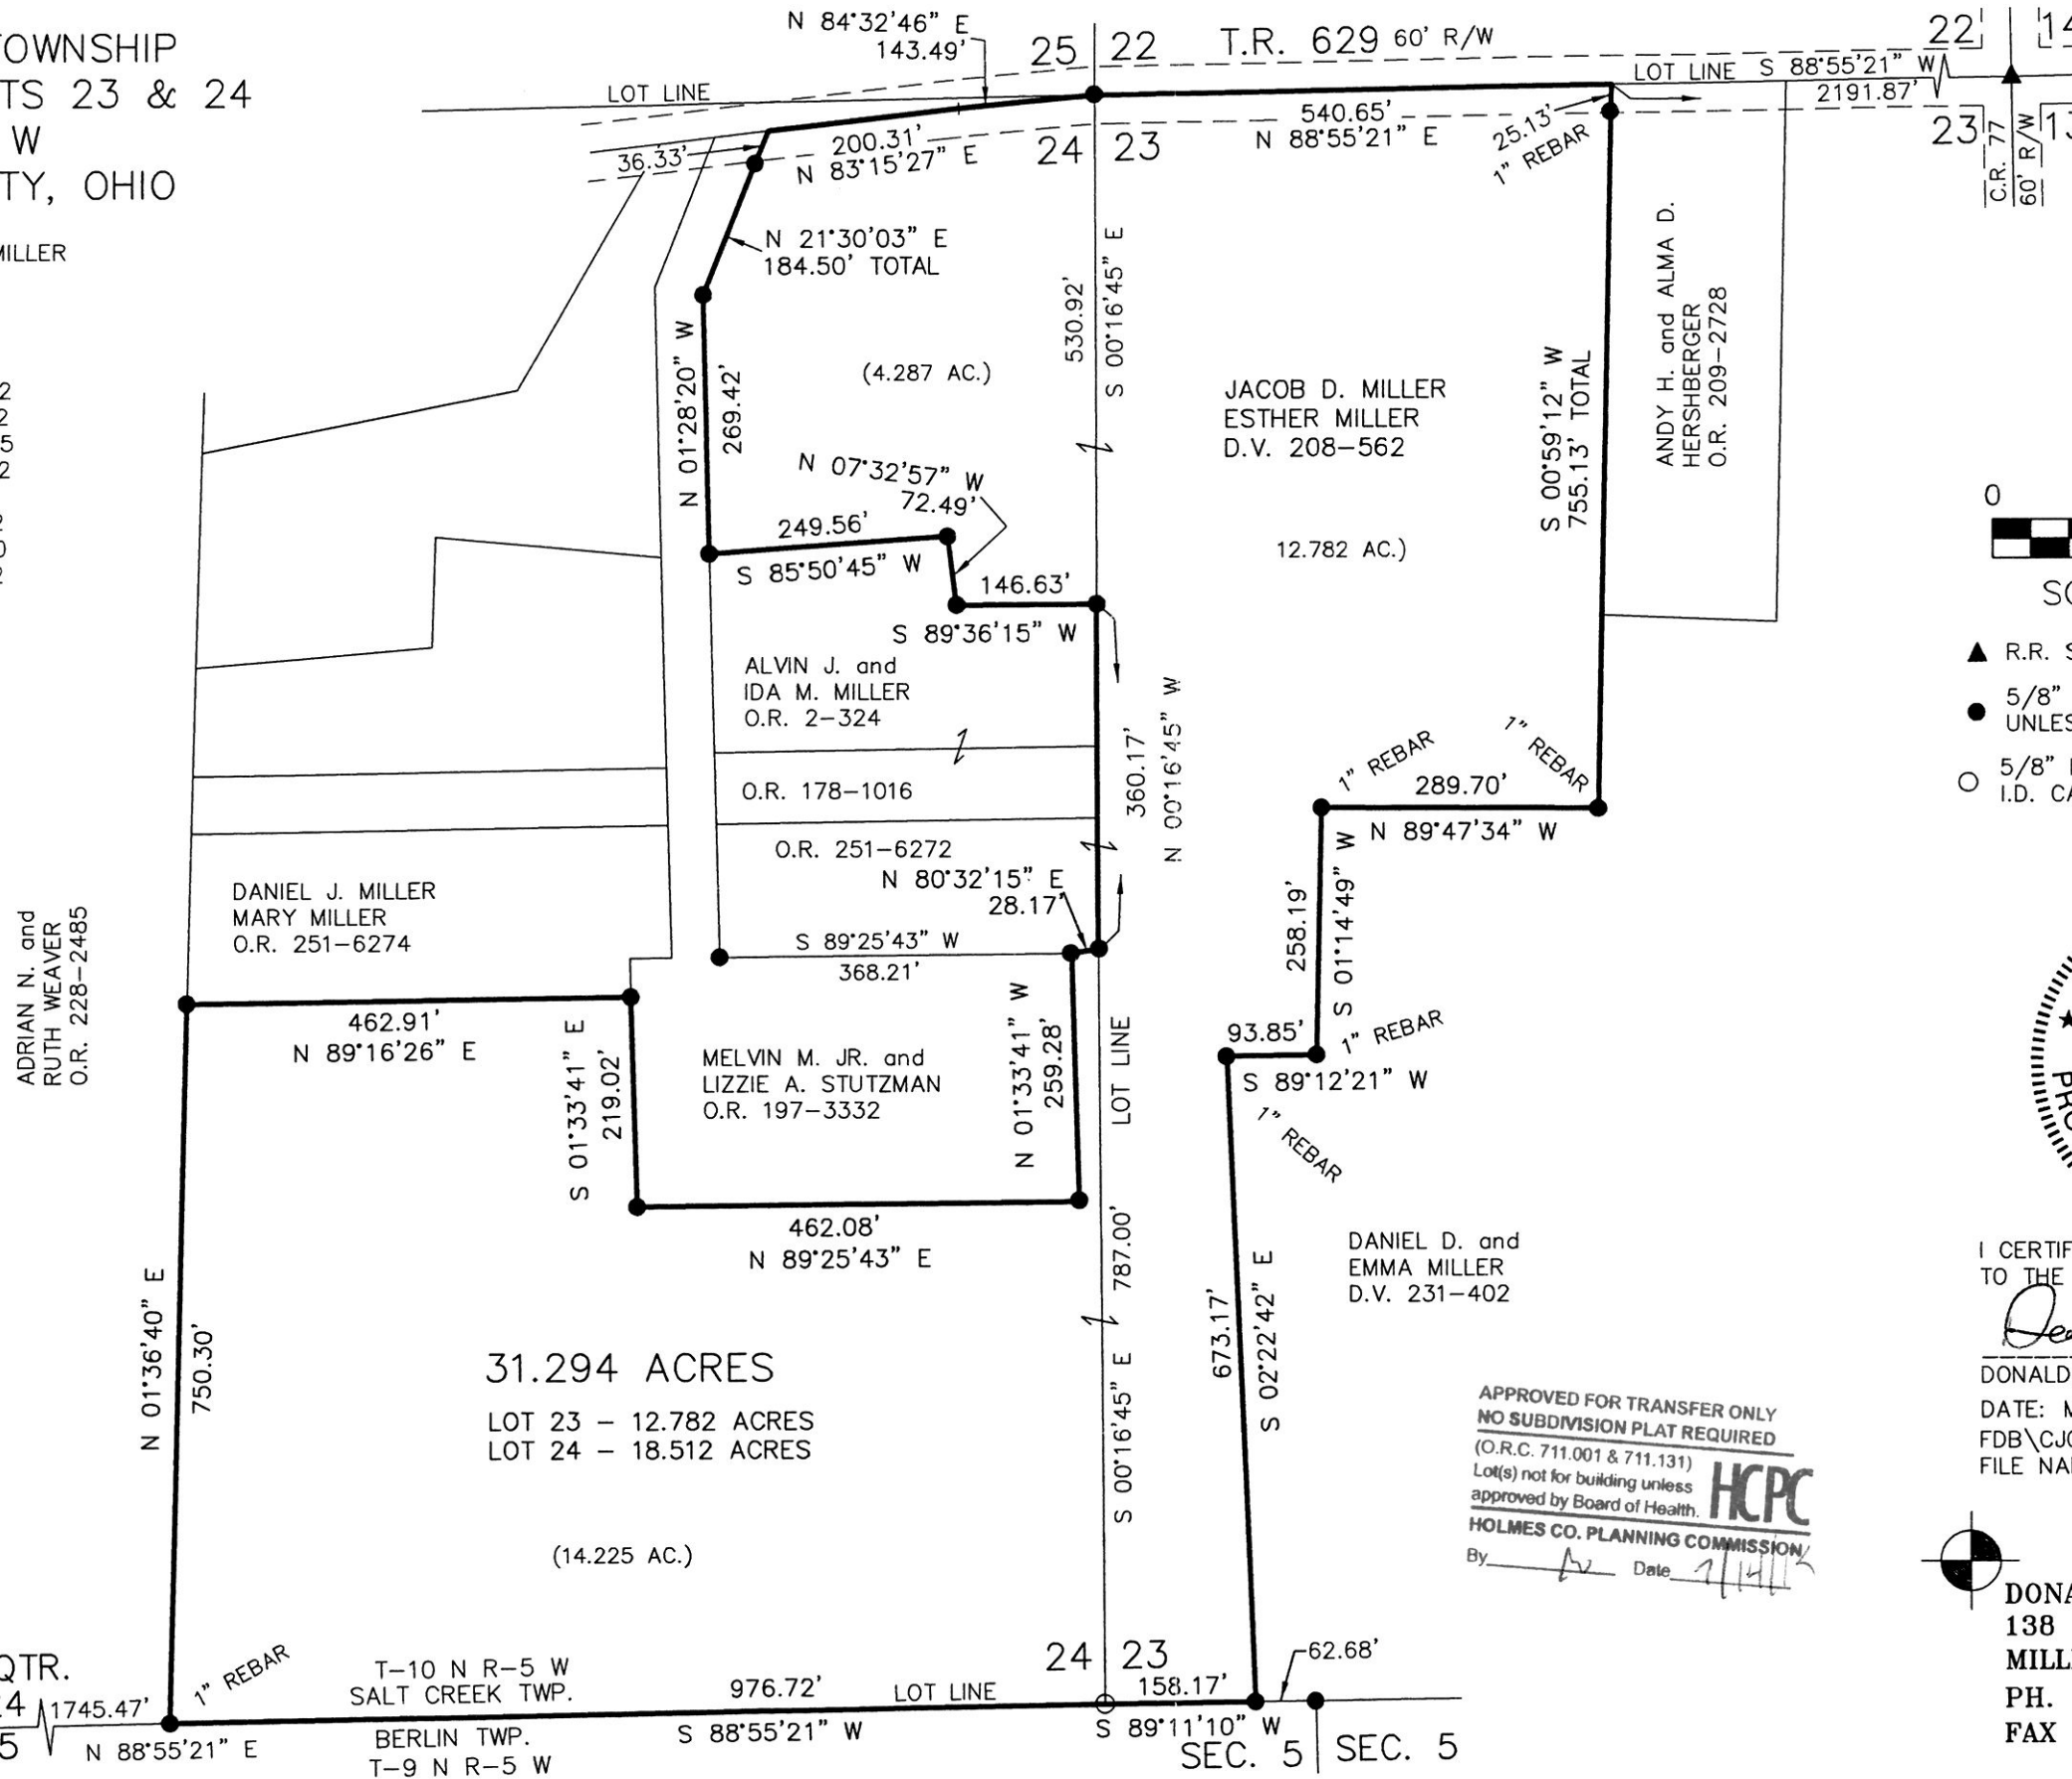 TOWNSHIP
TS 23 & 24
W
TY, OHIO
MILLER
N 84°32'46" E
143.49'
25
22
T.R. 629 60' R/W
LOT LINE
LOT LINE S 88°55'21" W
2191.87'
22
14
23
13
C.R. 77
60' R/W
36.33'
200.31'
N 83°15'27" E
24
23
540.65'
N 88°55'21" E
25.13'
1" REBAR
N 21°30'03" E
184.50' TOTAL
530.92'
S 00°16'45" E
N 01°28'20" W
269.42'
(4.287 AC.)
JACOB D. MILLER
ESTHER MILLER
D.V. 208-562
S 00°59'12" W
755.13' TOTAL
ANDY H. and ALMA D.
HERSHBERGER
O.R. 209-2728
2
2
5
2
N 07°32'57" W
72.49'
249.56'
S 85°50'45" W
146.63'
S 89°36'15" W
12.782 AC.)
0
R.R.
5/8"
UNLES
5/8"
I.D. CA
ALVIN J. and
IDA M. MILLER
O.R. 2-324
360.17'
N 00°16'45" W
1" REBAR
1" REBAR
289.70'
N 89°47'34" W
O.R. 178-1016
O.R. 251-6272
N 80°32'15" E
28.17'
258.19'
S 01°14'49" W
ADRIAN N. and
RUTH WEAVER
O.R. 228-2485
DANIEL J. MILLER
MARY MILLER
O.R. 251-6274
S 89°25'43" W
368.21'
462.91'
N 89°16'26" E
S 01°33'41" E
219.02'
MELVIN M. JR. and
LIZZIE A. STUTZMAN
O.R. 197-3332
N 01°33'41" W
259.28'
LOT LINE
93.85'
S 89°12'21" W
1" REBAR
1" REBAR
PRO
462.08'
N 89°25'43" E
787.00'
S 00°16'45" E
673.17'
S 02°22'42" E
DANIEL D. and
EMMA MILLER
D.V. 231-402
N 01°36'40" E
750.30'
31.294 ACRES
LOT 23 - 12.782 ACRES
LOT 24 - 18.512 ACRES
(14.225 AC.)
I CERTIF
TO THE
DONALD
DATE: M
FDB\CJ
FILE NA
APPROVED FOR TRANSFER ONLY
NO SUBDIVISION PLAT REQUIRED
(O.R.C. 711.001 & 711.131)
Lot(s) not for building unless
approved by Board of Health.
HCPC
HOLMES CO. PLANNING COMMISSION
By Date
DONA
138
MILL
PH.
FAX
QTR.
4
5
1745.47'
N 88°55'21" E
1" REBAR
T-10 N R-5 W
SALT CREEK TWP.
BERLIN TWP.
T-9 N R-5 W
976.72'
LOT LINE
S 88°55'21" W
24
23
158.17'
S 89°11'10" W
62.68'
SEC. 5
SEC. 5